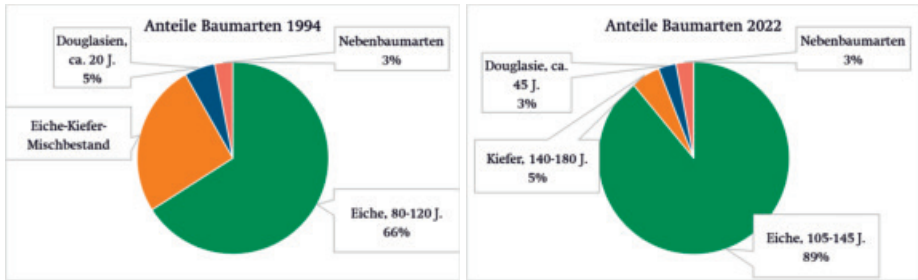 Anteile Baumarten 1994
Douglasien,
ca. 20 J.
5%
Nebenbaumarten
3%
Eiche-Kiefer-
Mischbestand
Eiche, 80-120 J.
66%
Anteile Baumarten 2022
Nebenbaumarten
3%
Douglasie, ca.
45 J.
3%
Kiefer, 140-180 J.
5%
Eiche, 105-145 J.
89%